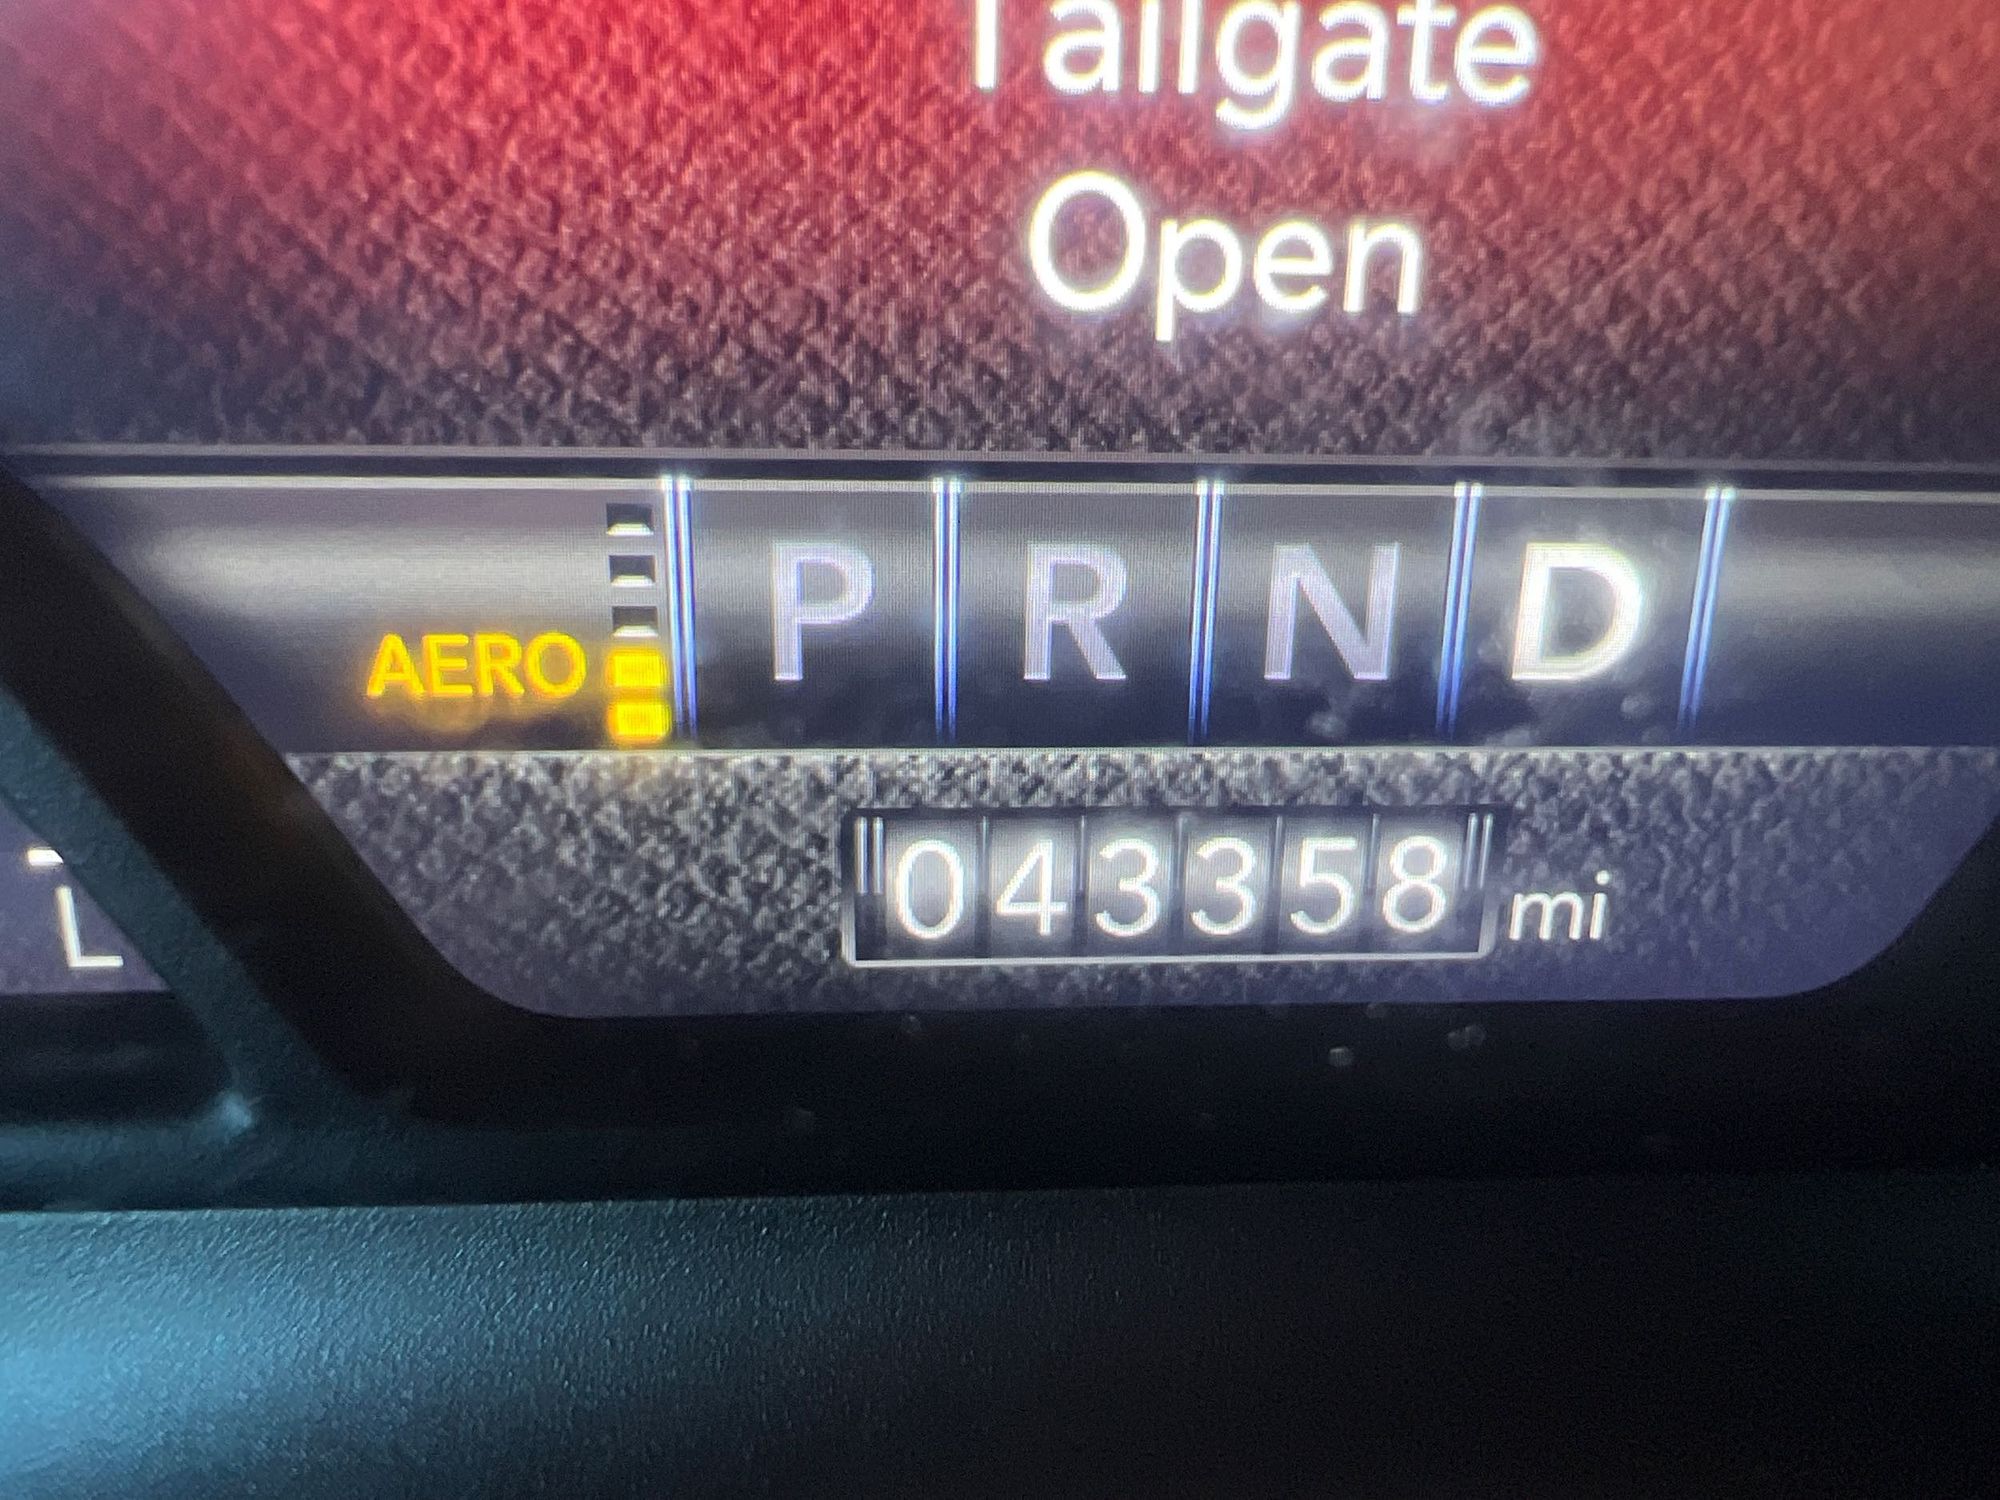 Tailgate
Open
AERO P R N D
043358 mi
L